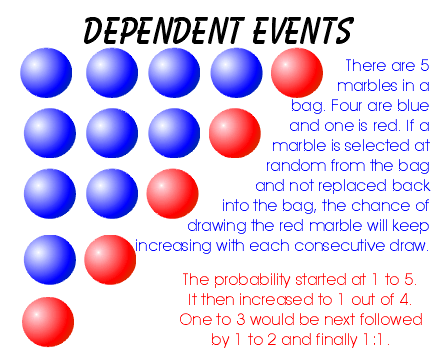 DEPENDENT EVENTS
There are 5
marbles in a
bag. Four are blue
and one is red. If a
marble is selected at
random from the bag
and not replaced back
into the bag, the chance of
drawing the red marble will keep
increasing with each consecutive draw.
The probability started at 1 to 5.
It then increased to 1 out of 4.
One to 3 would be next followed
by 1 to 2 and finally 1:1.